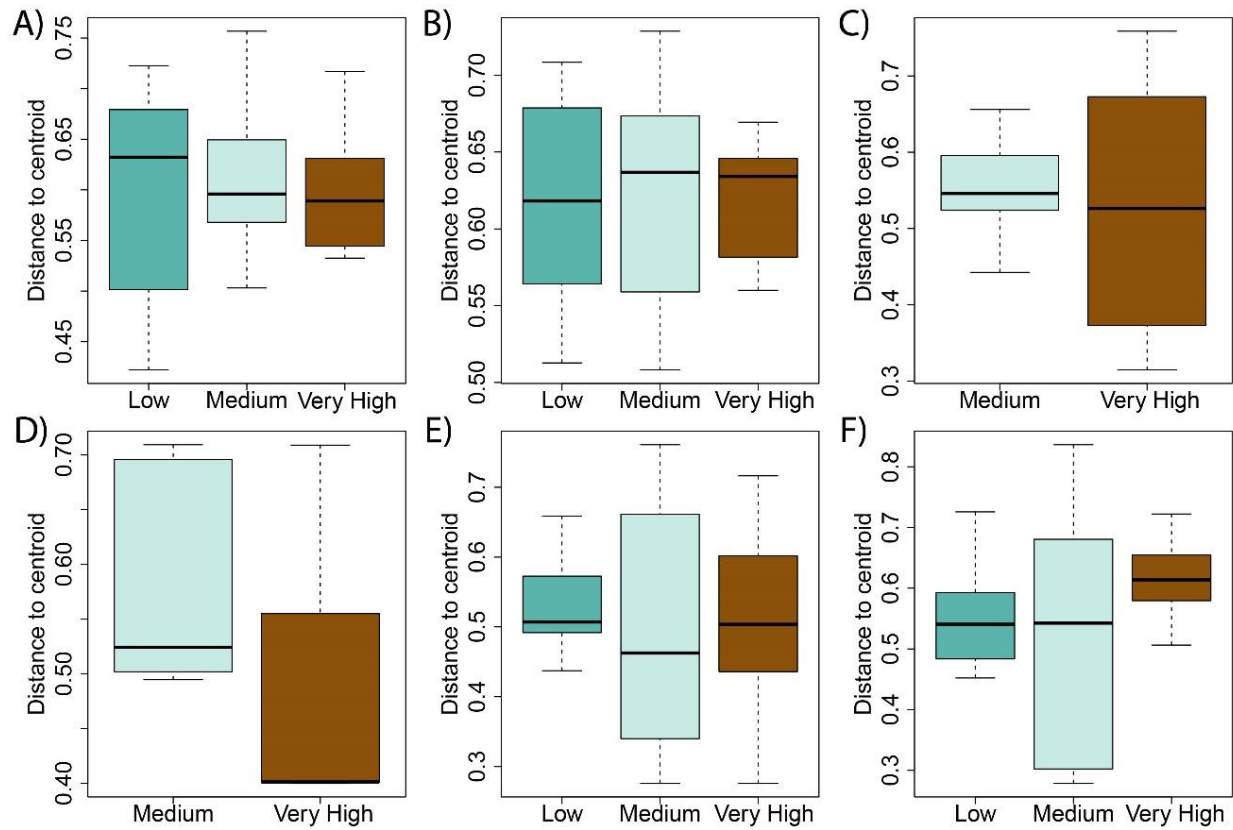 A)
Distance to centroid
0.75
0.65
0.55
0.45
Low Medium Very High
B)
Distance to centroid
0.70
0.65
0.60
0.55
0.50
Low Medium Very High
C)
Distance to centroid
0.7
0.6
0.5
0.4
0.3
Medium Very High
D)
Distance to centroid
0.70
0.60
0.50
0.40
Medium Very High
E)
Distance to centroid
0.7
0.6
0.5
0.4
0.3
Low Medium Very High
F)
Distance to centroid
0.8
0.7
0.6
0.5
0.4
0.3
Low Medium Very High